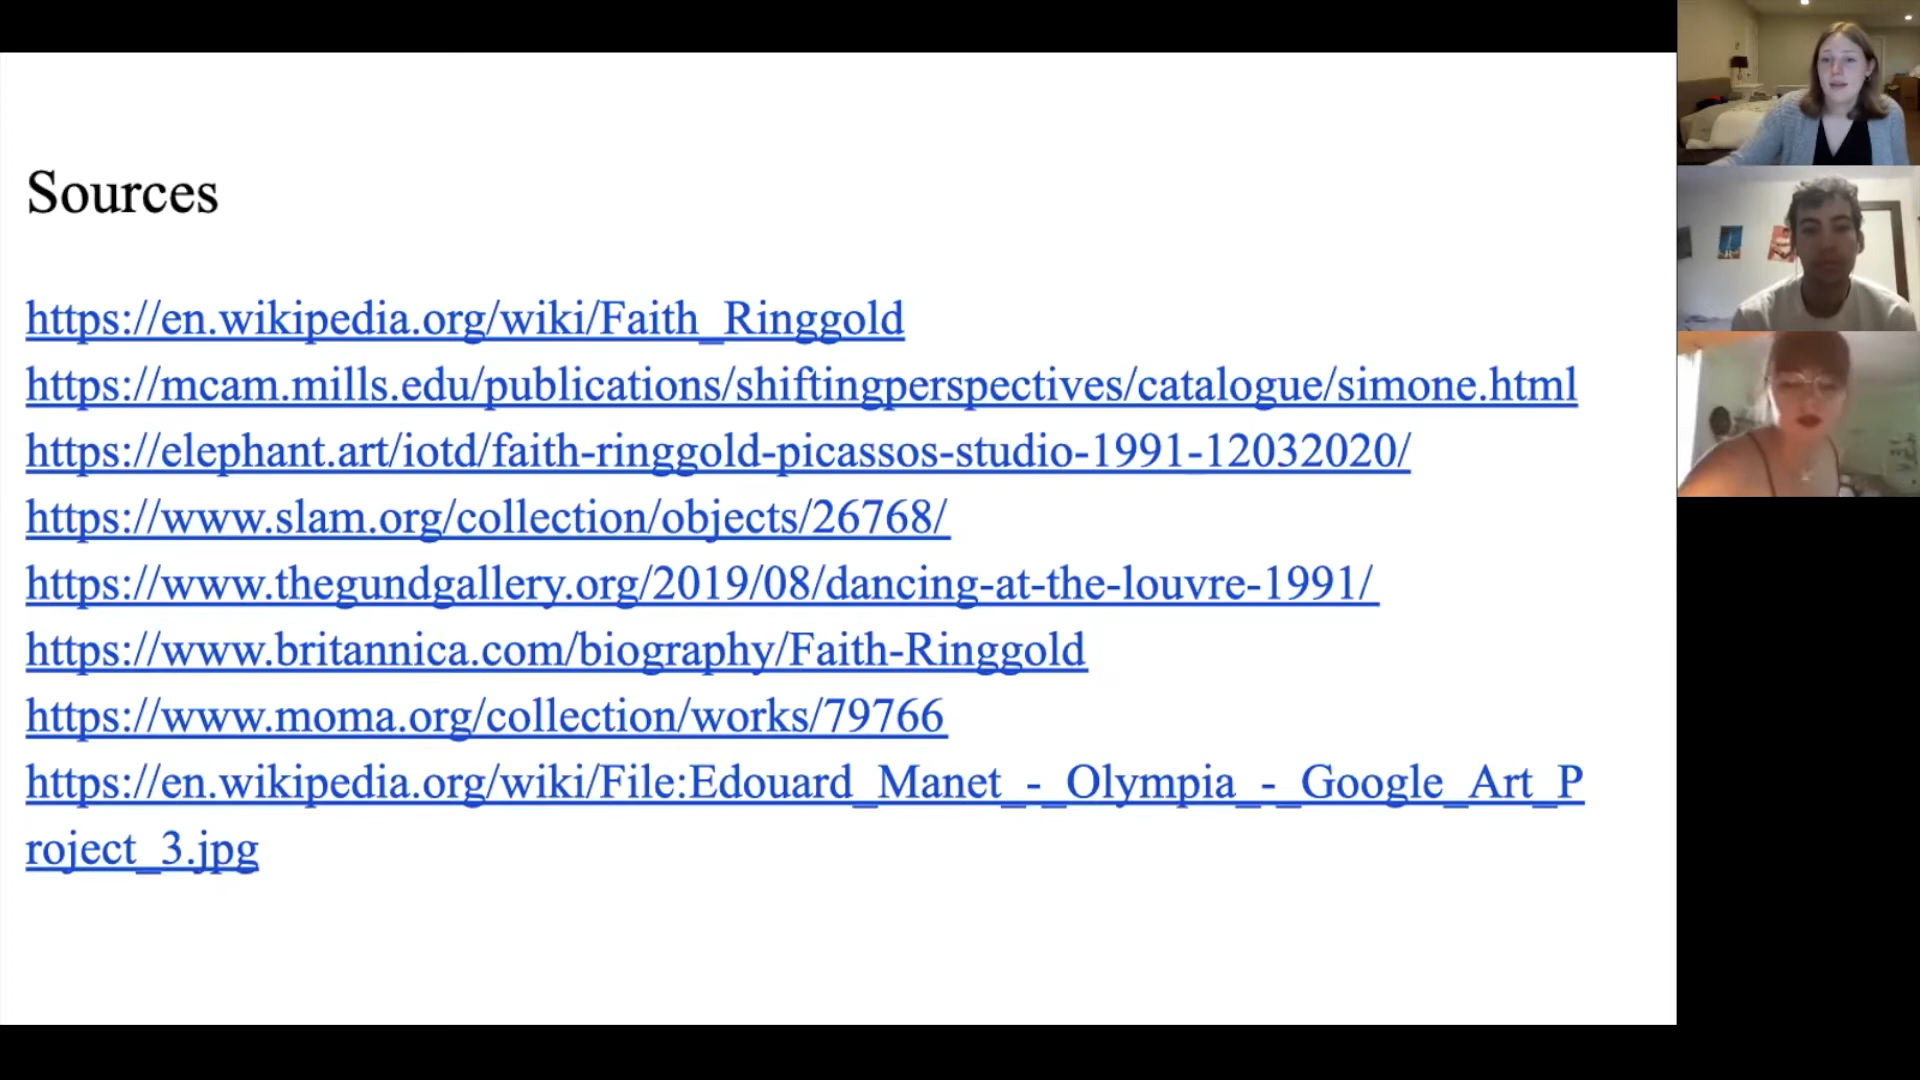 Sources
https://en.wikipedia.org/wiki/Faith_Ringgold
https://mcam.mills.edu/publications/shiftingperspectives/catalogue/simone.html
https://elephant.art/iotd/faith-ringgold-picassos-studio-1991-12032020/
https://www.slam.org/collection/objects/26768/
https://www.thegundgallery.org/2019/08/dancing-at-the-louvre-1991/
https://www.britannica.com/biography/Faith-Ringgold
https://www.moma.org/collection/works/79766
https://en.wikipedia.org/wiki/File:Edouard_Manet_-_Olympia_-_Google_Art_P
roject_3.jpg